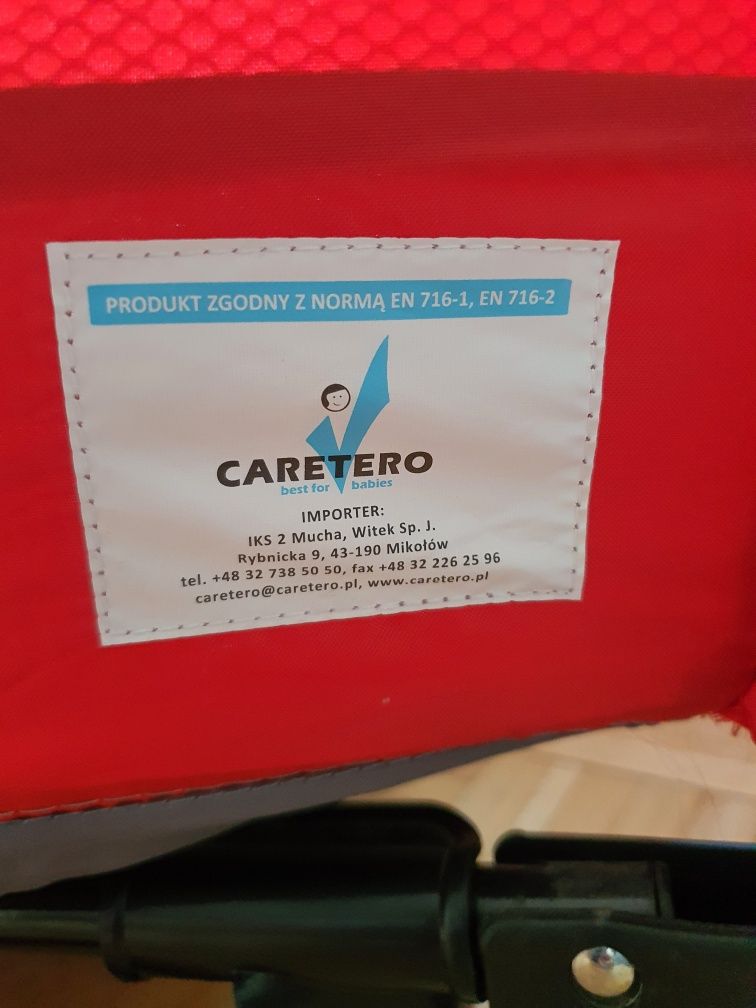 PRODUKT ZGODNY Z NORMĄ EN 716-1, EN 716-2
CARETERO
best for babies
IMPORTER:
IKS 2 Mucha, Witek Sp. J.
Rybnicka 9, 43-190 Mikołów
tel. +48 32 738 50 50, fax +48 32 226 25 96
caretero@caretero.pl, www.caretero.pl